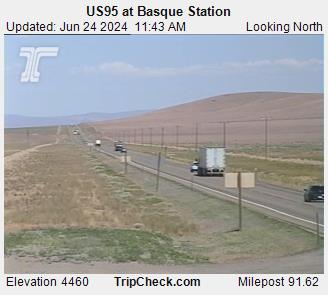 US95 at Basque Station
Updated: Jun 24 2024 11:43 AM
Looking North
Elevation 4460
TripCheck.com
Milepost 91.62